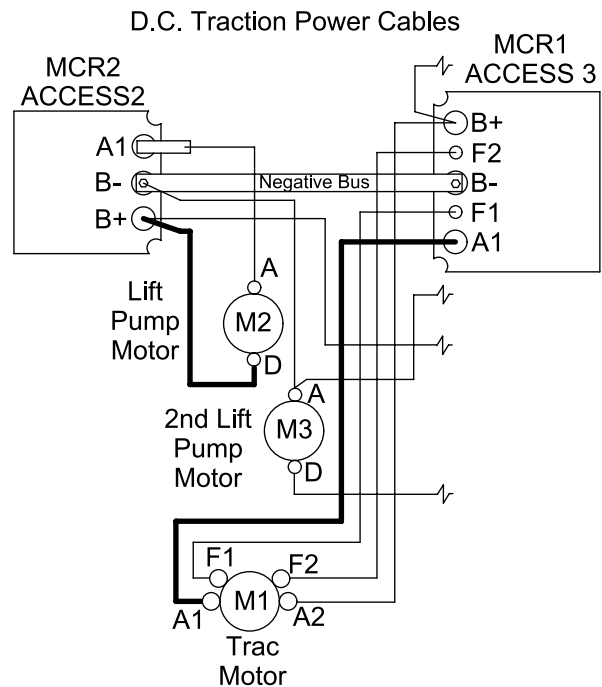 D.C. Traction Power Cables
MCR2
ACCESS2
MCR1
ACCESS 3
A1
B-
B+
Negative Bus
B+
F2
B-
F1
A1
Lift
Pump
Motor
A
M2
D
2nd Lift
Pump
Motor
A
M3
D
F1
F2
A1
M1
A2
Trac
Motor